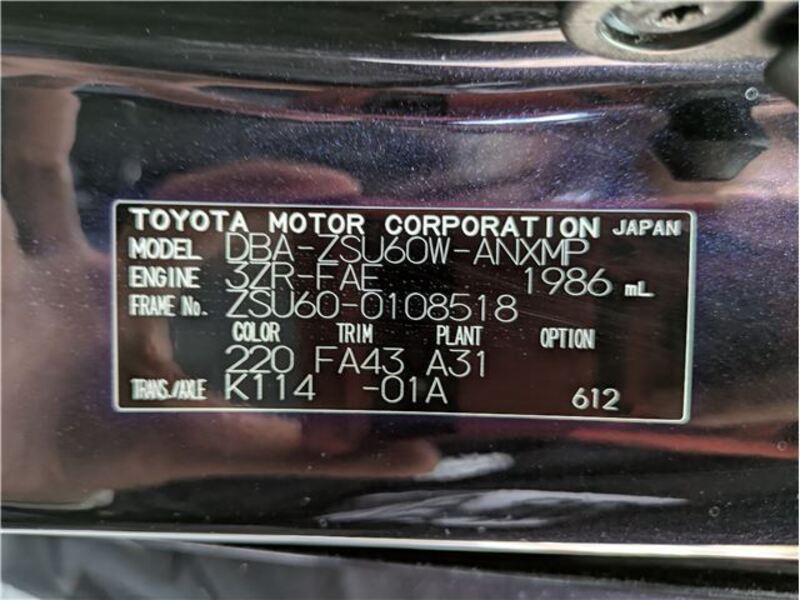 TOYOTA MOTOR CORPORATION JAPAN
MODEL DBA-ZSU60W-ANXMP
ENGINE 3ZR-FAE 1986 mL
FRAME No. ZSU60-0108518
COLOR TRIM PLANT OPTION
220 FA43 A31
TRANS./AXLE K114 -01A 612